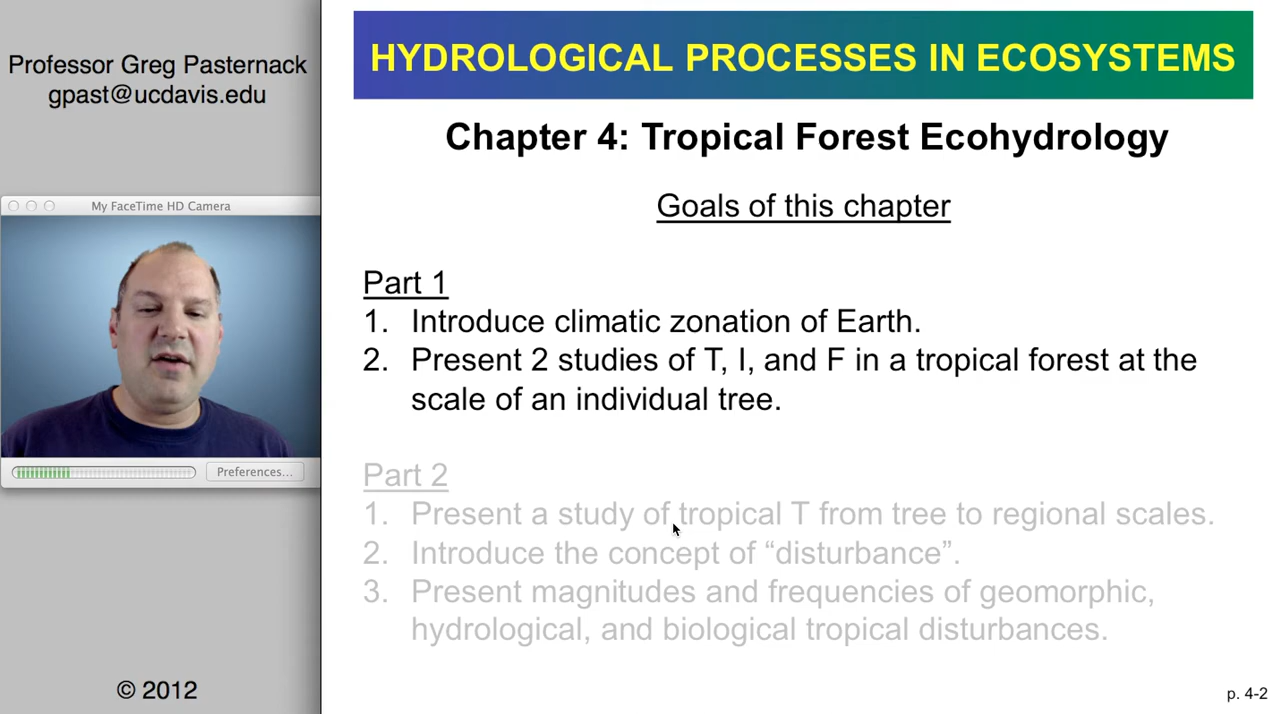 Professor Greg Pasternack
gpast@ucdavis.edu
My FaceTime HD Camera
Preferences...
© 2012
HYDROLOGICAL PROCESSES IN ECOSYSTEMS
Chapter 4: Tropical Forest Ecohydrology
Goals of this chapter
Part 1
1. Introduce climatic zonation of Earth.
2. Present 2 studies of T, I, and F in a tropical forest at the
scale of an individual tree.
Part 2
1. Present a study of tropical T from tree to regional scales.
2. Introduce the concept of “disturbance”.
3. Present magnitudes and frequencies of geomorphic,
hydrological, and biological tropical disturbances.
p. 4-2